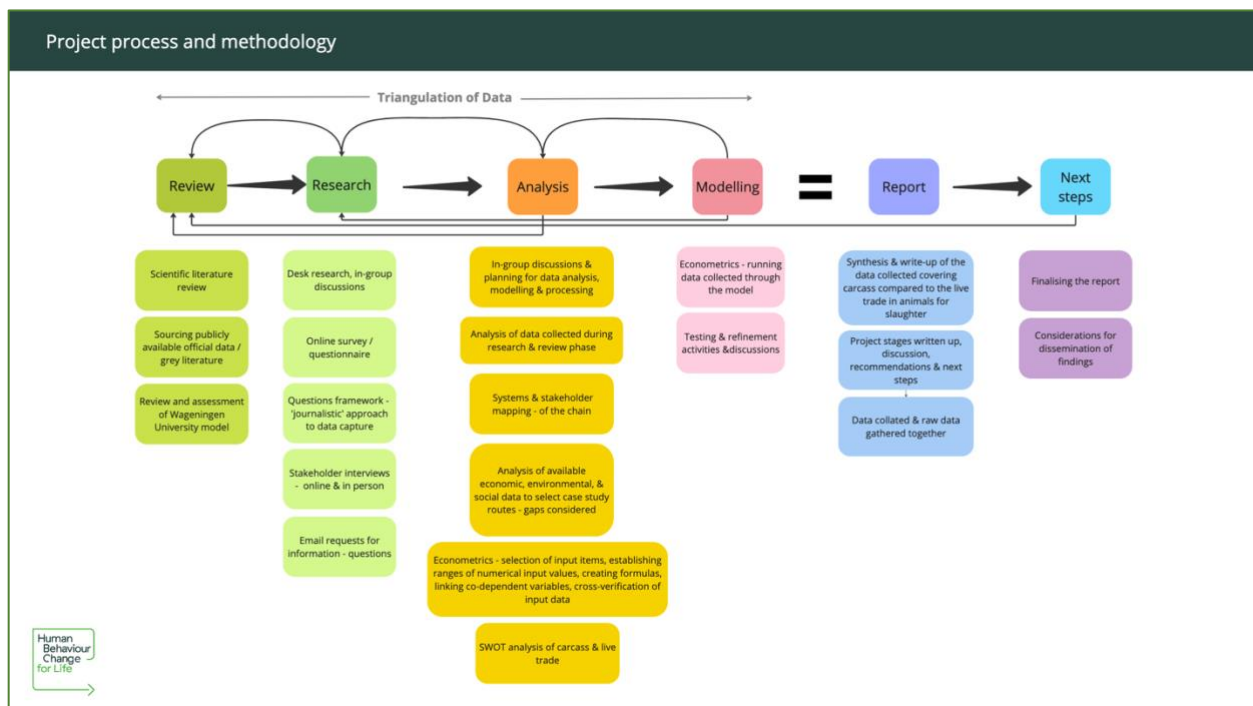 Project process and methodology
Triangulation of Data
Review
Research
Analysis
Modelling
Report
Next
steps
Scientific literature
review
Sourcing publicly
available official data /
grey literature
Review and assessment
of Wageningen
University model
Desk research, in-group
discussions
Online survey /
questionnaire
Questions framework -
'journalistic' approach
to data capture
Stakeholder interviews
- online & in person
Email requests for
information - questions
In-group discussions &
planning for data analysis,
modelling & processing
Analysis of data collected during
research & review phase
Systems & stakeholder
mapping - of the chain
Analysis of available
economic, environmental, &
social data to select case study
routes - gaps considered
Econometrics - selection of input items, establishing
ranges of numerical input values, creating formulas,
linking co-dependent variables, cross-verification of
input data
SWOT analysis of carcass & live
trade
Econometrics - running
data collected through
the model
Testing & refinement
activities &discussions
Synthesis & write-up of the
data collected covering
carcass compared to the live
trade in animals for
slaughter
Project stages written up,
discussion,
recommendations & next
steps
Data collated & raw data
gathered together
Finalising the report
Considerations for
dissemination of
findings
Human
Behaviour
Change
for Life